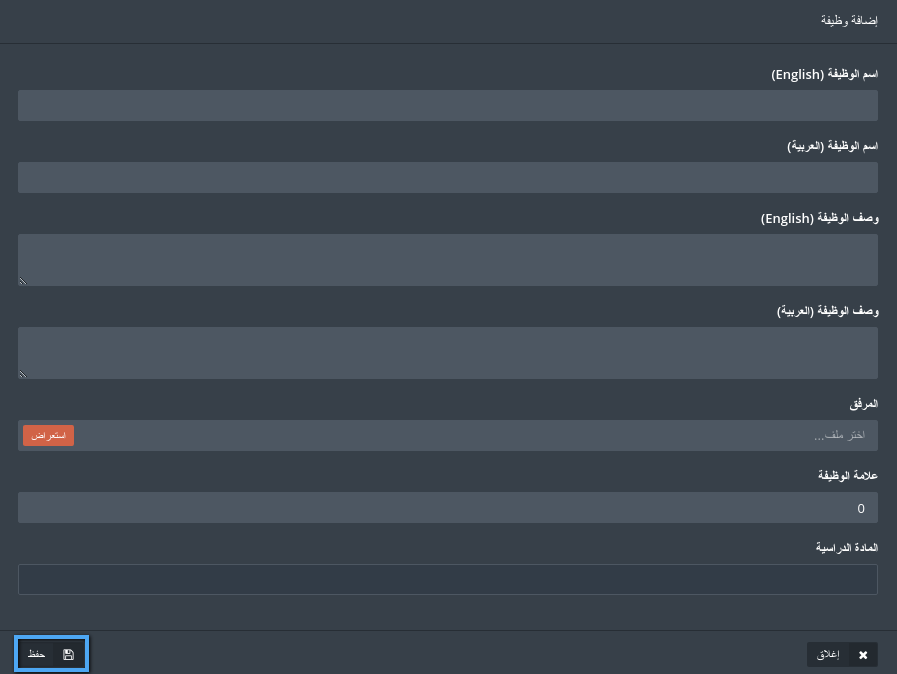 إضافة وظيفة
اسم الوظيفة (English)
اسم الوظيفة (العربية)
وصف الوظيفة (English)
وصف الوظيفة (العربية)
المرفق
اختر ملف...
استعراض
علامة الوظيفة
0
المادة الدراسية
إغلاق
حفظ